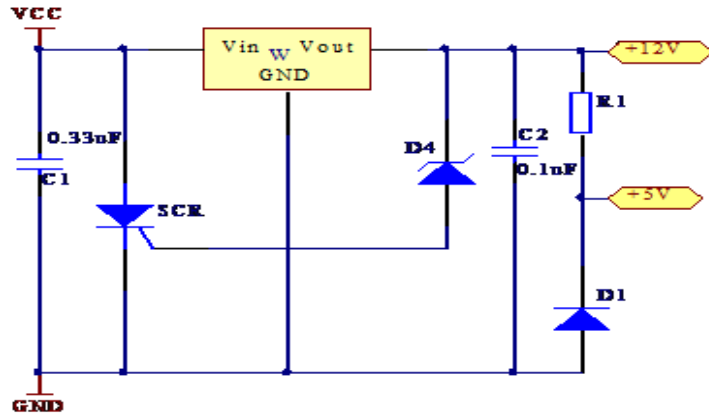 VCC
Vin W Vout
GND
+12V
R1
0.33uF
C1
D4
C2
0.1uF
+5V
SCR
D1
GND